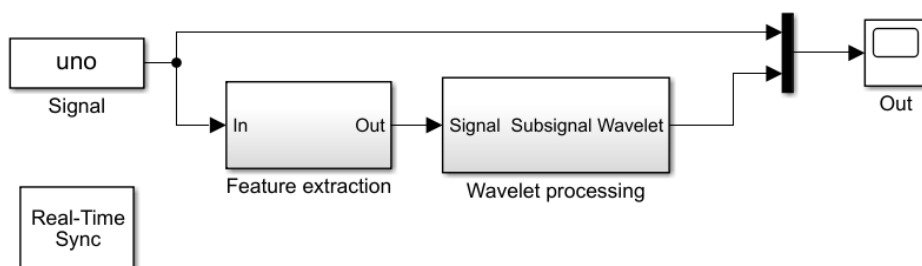 uno
Signal
In
Out
Feature extraction
Signal Subsignal Wavelet
Wavelet processing
Out
Real-Time
Sync